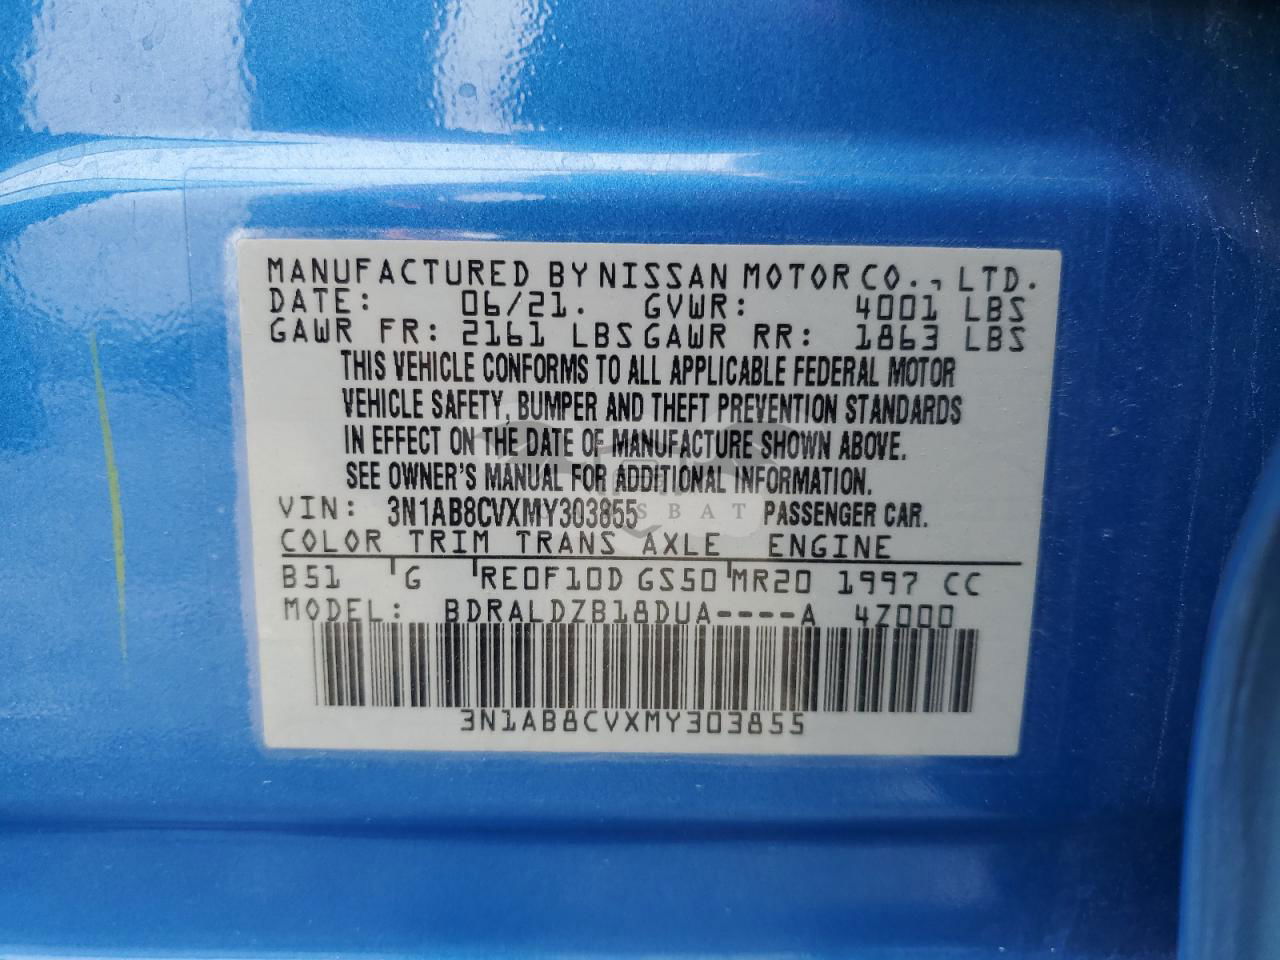 MANUFACTURED BY NISSAN MOTOR CO., LTD.
DATE: 06/21. GVWR: 4001 LBS
GAWR FR: 2161 LBS GAWR RR: 1863 LBS
THIS VEHICLE CONFORMS TO ALL APPLICABLE FEDERAL MOTOR
VEHICLE SAFETY, BUMPER AND THEFT PREVENTION STANDARDS
IN EFFECT ON THE DATE OF MANUFACTURE SHOWN ABOVE.
SEE OWNER'S MANUAL FOR ADDITIONAL INFORMATION.
VIN: 3N1AB8CVXMY303855 PASSENGER CAR.
SBAT
COLOR TRIM TRANS AXLE ENGINE
B51 G RE0F10D GS50 MR20 1997 CC
MODEL: BDRALDZB18DUA----A 4Z000
3N1AB8CVXMY303855